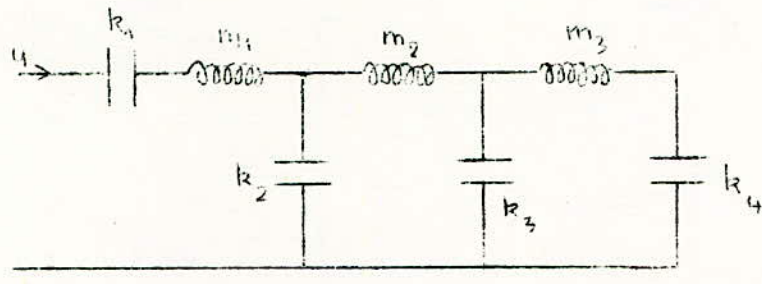 k₁
m₁ m₂ m₃
k₂ k₃ k₄